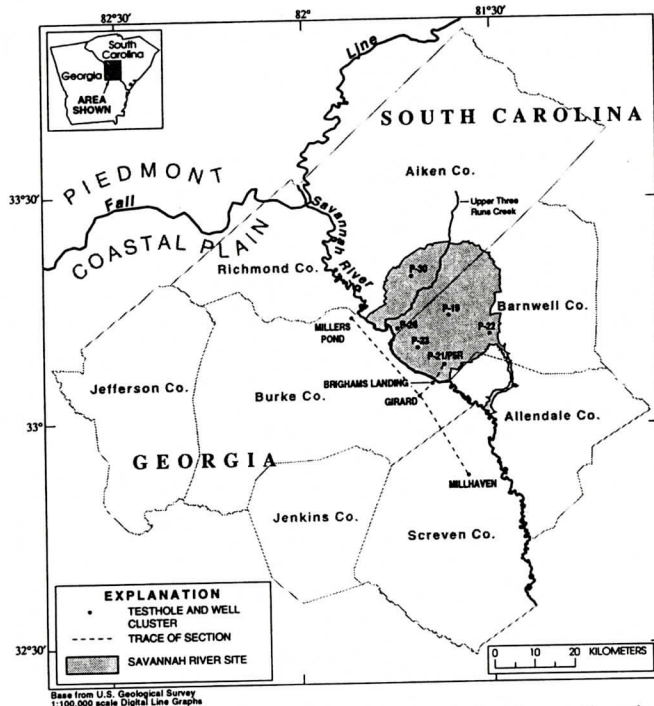 82°30'
82°
81°30'
South
Carolina
Georgia
AREA
SHOWN
Line
SOUTH CAROLINA
Aiken Co.
Upper Three
Runs Creek
PIEDMONT
33°30'
Fall
COASTAL PLAIN
Savannah River
Richmond Co.
P-30
P-19
Barnwell Co.
MILLERS
POND
P-26
P-22
P-23
P-21/P5R
BRIGHAMS LANDING
GIRARD
Jefferson Co.
Burke Co.
Allendale Co.
33°
GEORGIA
MILLHAVEN
Jenkins Co.
Screven Co.
EXPLANATION
TESTHOLE AND WELL
CLUSTER
TRACE OF SECTION
SAVANNAH RIVER SITE
0 10 20 KILOMETERS
32°30'
Base from U.S. Geological Survey
1:100,000 scale Digital Line Graphs